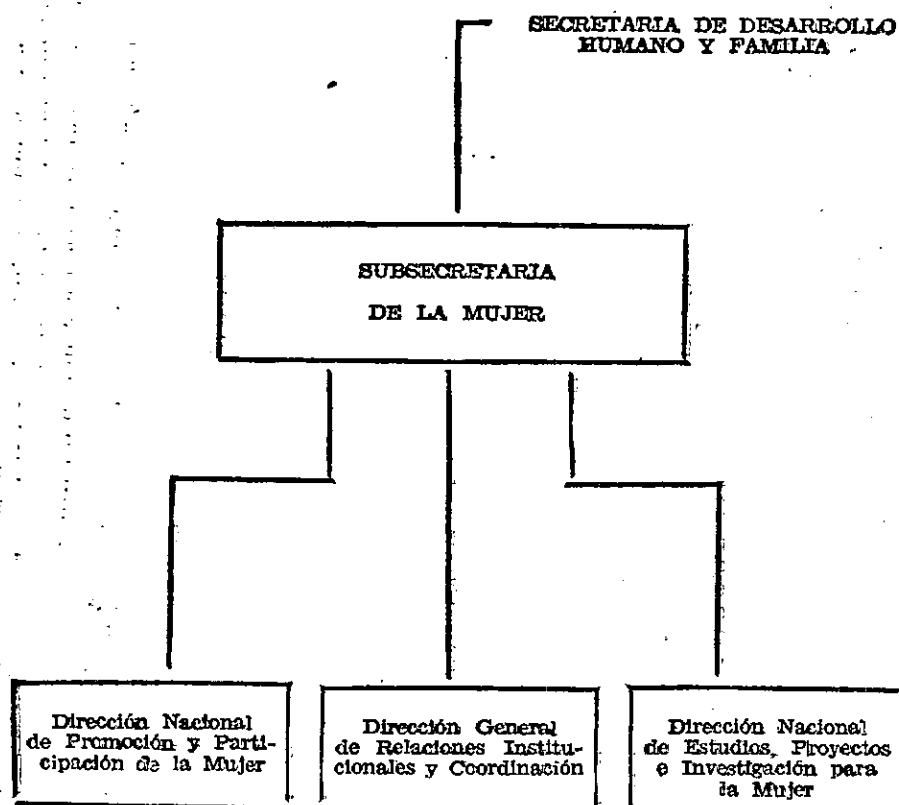 SECRETARIA DE DESARROLLO
HUMANO Y FAMILIA
SUBSECRETARIA
DE LA MUJER
Dirección Nacional
de Promoción y Parti-
cipación de la Mujer
Dirección General
de Relaciones Institu-
cionales y Coordinación
Dirección Nacional
de Estudios, Proyectos
e Investigación para
la Mujer